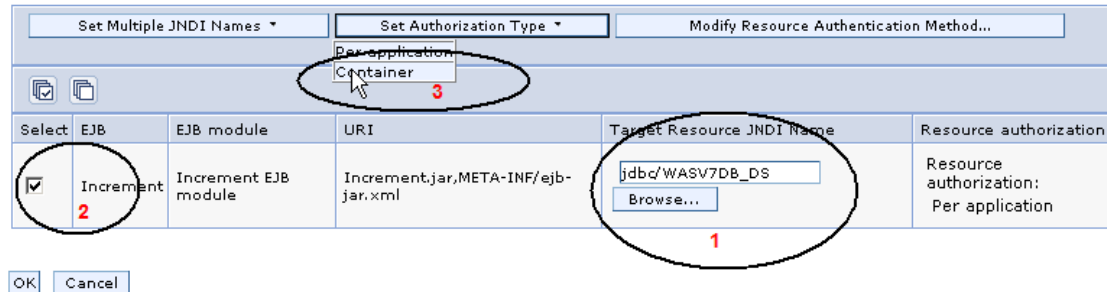 Set Multiple JNDI Names
Set Authorization Type
Modify Resource Authentication Method...
Per application
Container
3
Select
EJB
EJB module
URI
Target Resource JNDI Name
Resource authorization
Increment
2
Increment EJB
module
Increment.jar,META-INF/ejb-
jar.xml
jdbc/WASV7DB_DS
Browse...
1
Resource
authorization:
Per application
OK
Cancel